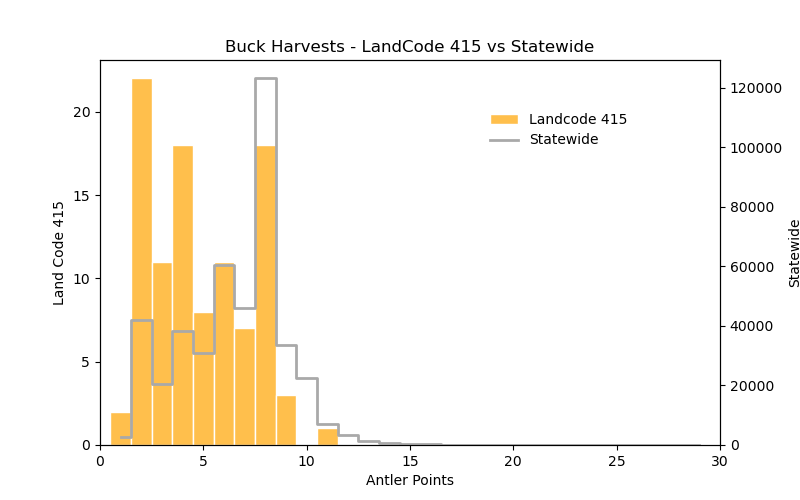 Buck Harvests - LandCode 415 vs Statewide
Landcode 415
Statewide
Land Code 415
20
15
10
5
0
120000
100000
80000
60000
40000
20000
0
Statewide
0 5 10 15 20 25 30
Antler Points